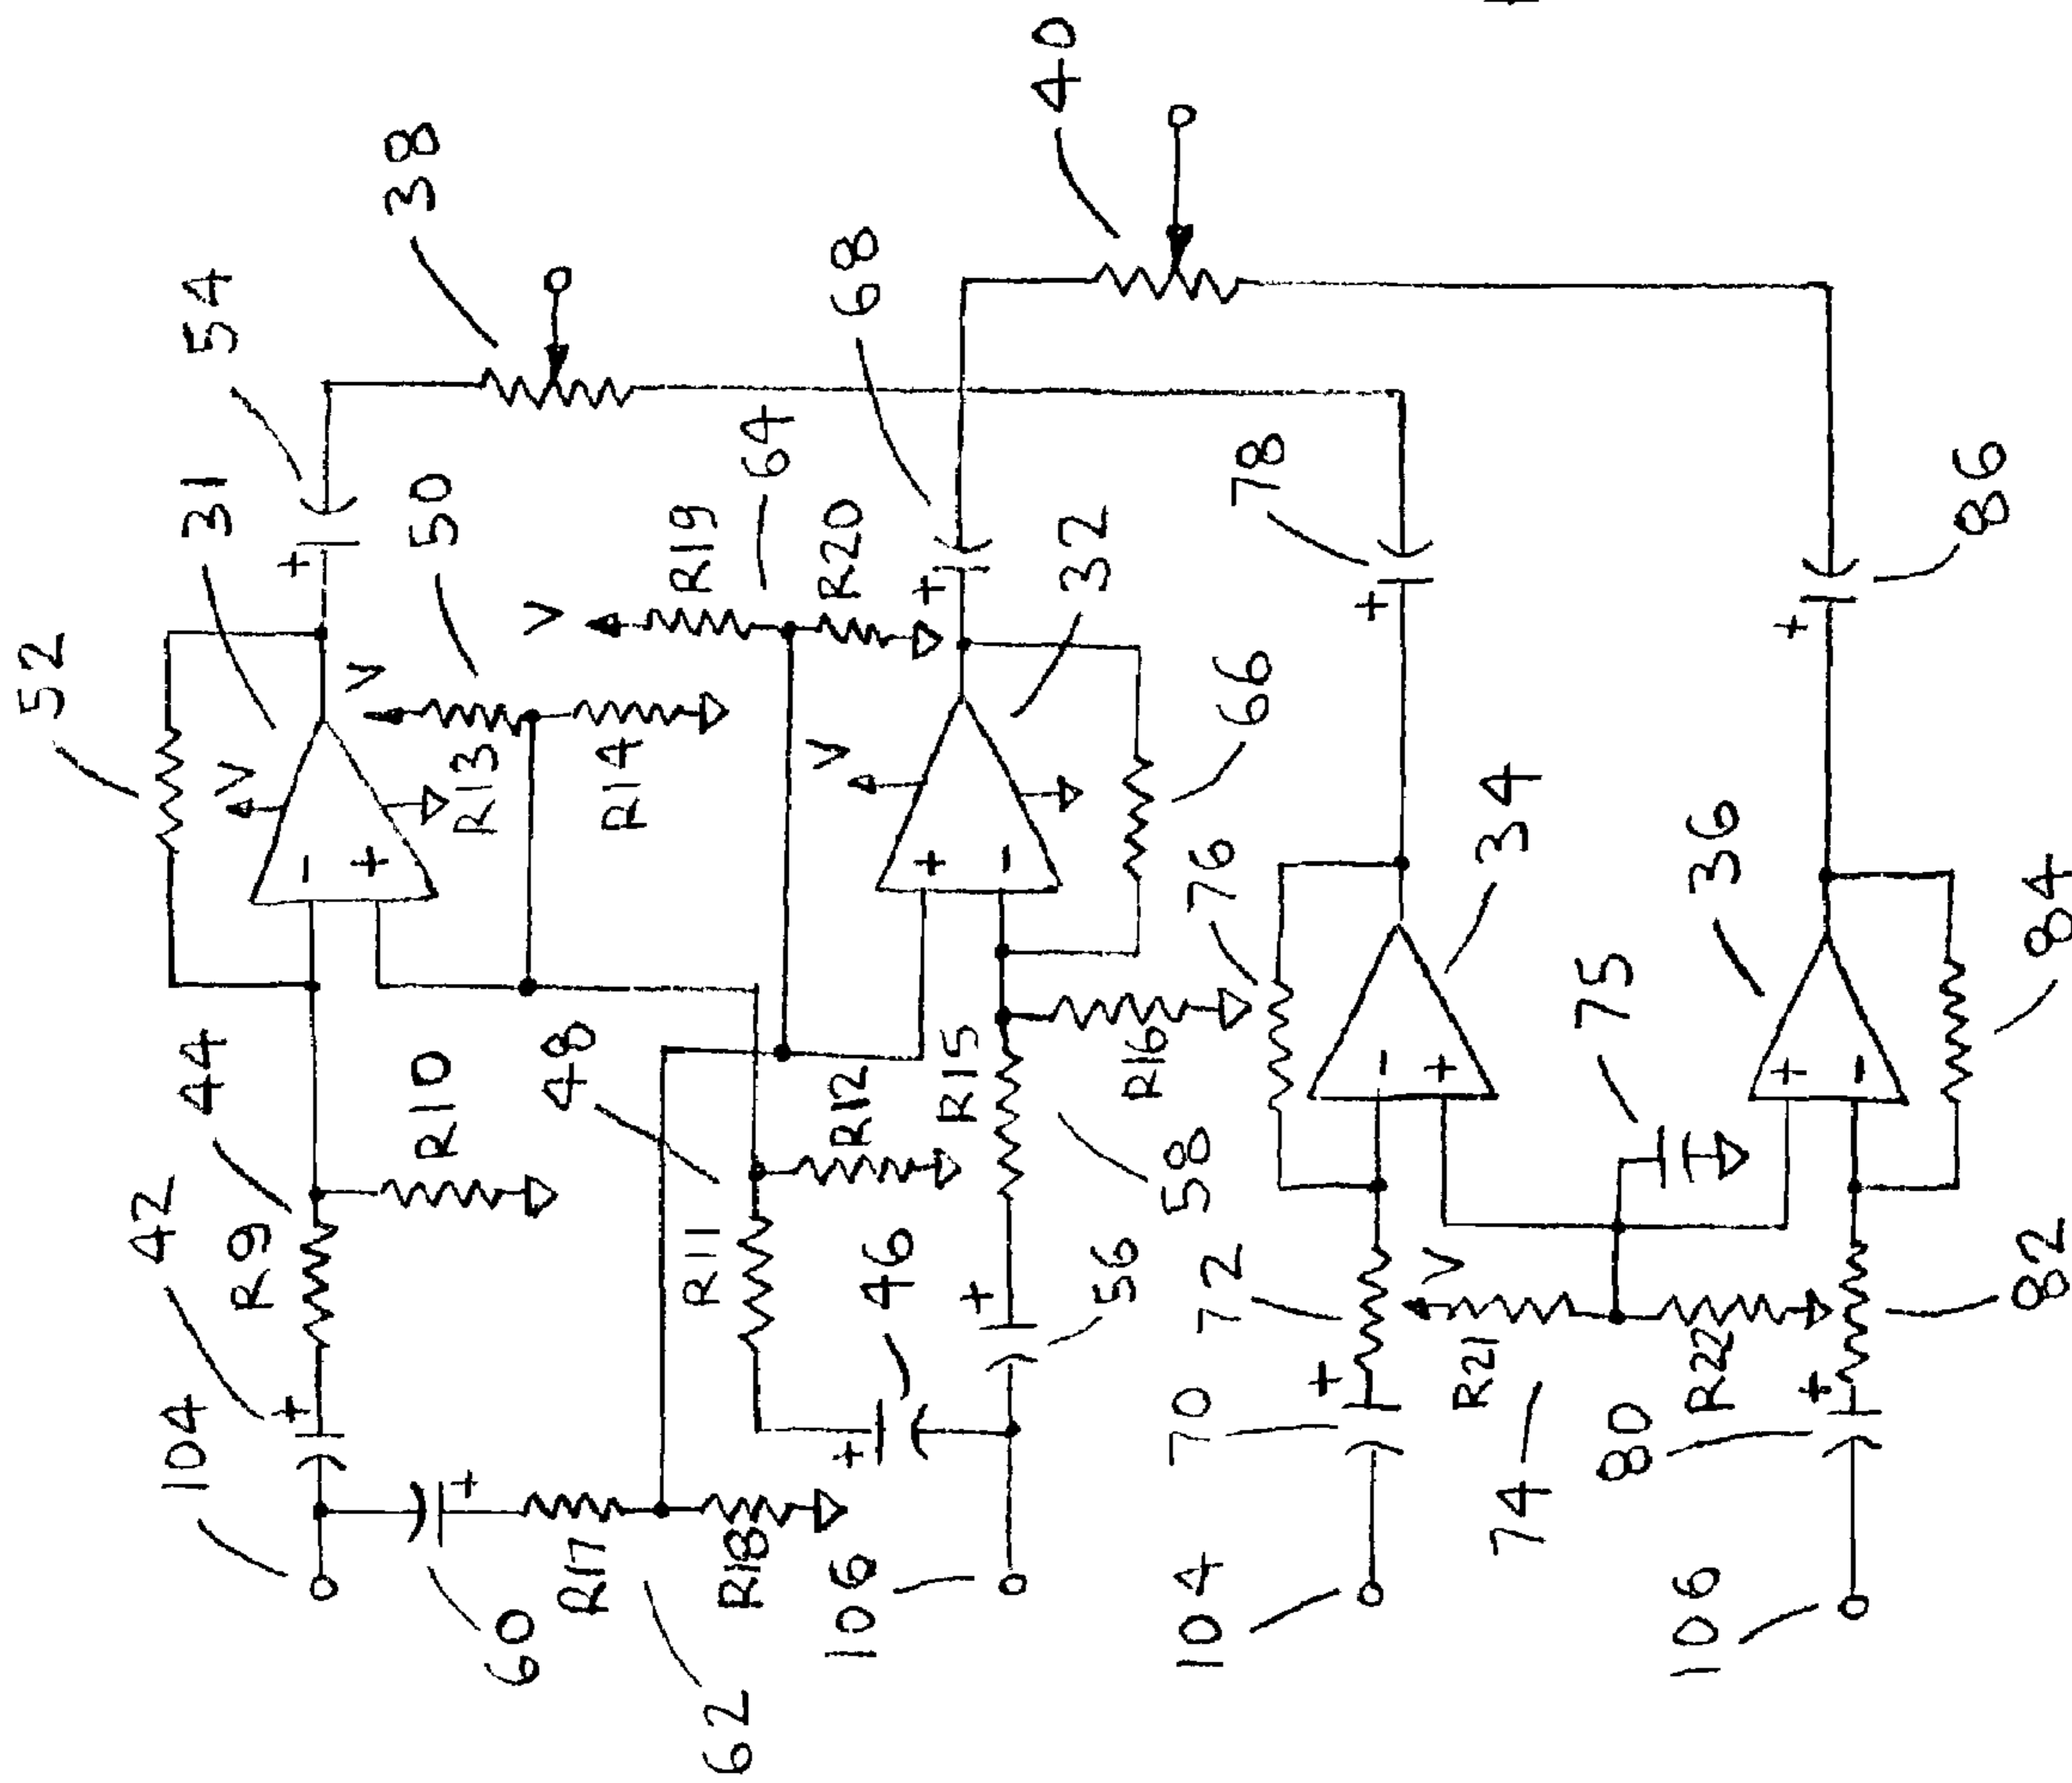 52
31
54
38
40
44
42
104
R9
R10
V
-
+
+
+
V
50
R13
R14
V
R19
64
R20
68
+
32
V
+
-
66
48
R11
R12
46
+
R15
58
R16
56
+
60
+
R17
R18
62
106
76
34
78
+
-
+
75
72
70
+
V
R21
R22
74
104
36
+
-
86
+
84
82
80
+
106